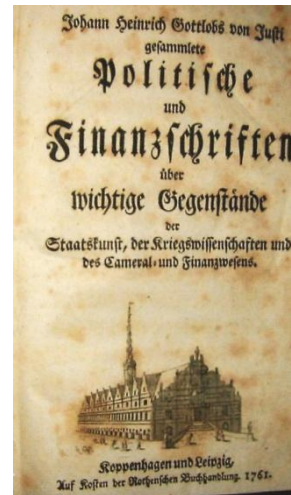 Johann Heinrich Gottlobs von Justi
gesammlete
Politische
und
Finanzschriften
über
wichtige Gegenstände
der
Staatskunst, der Kriegswissenschaften und
des Cameral- und Finanzwesens.
Koppenhagen und Leipzig,
Auf Kosten der Rothenschen Buchhandlung. 1761.